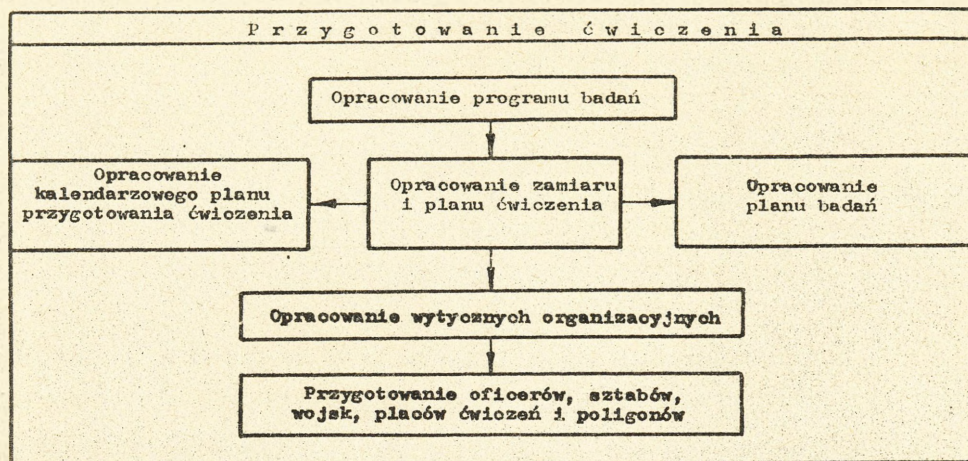 Przygotowanie ćwiczenia
Opracowanie programu badań
Opracowanie
kalendarzowego planu
przygotowania ćwiczenia
Opracowanie zamiaru
i planu ćwiczenia
Opracowanie
planu badań
Opracowanie wytycznych organizacyjnych
Przygotowanie oficerów, sztabów,
wojsk, placów ćwiczeń i poligonów